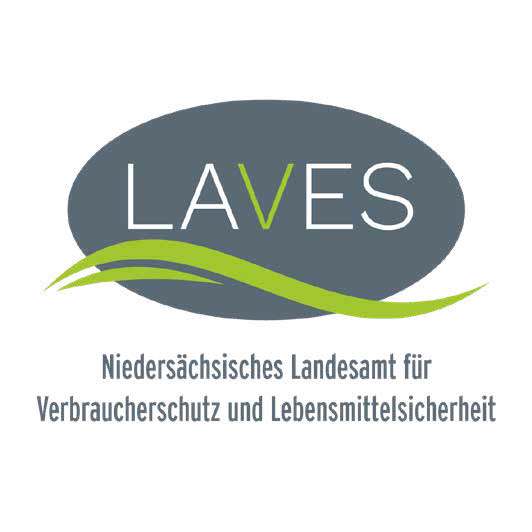 LAVES
Niedersächsisches Landesamt für
Verbraucherschutz und Lebensmittelsicherheit